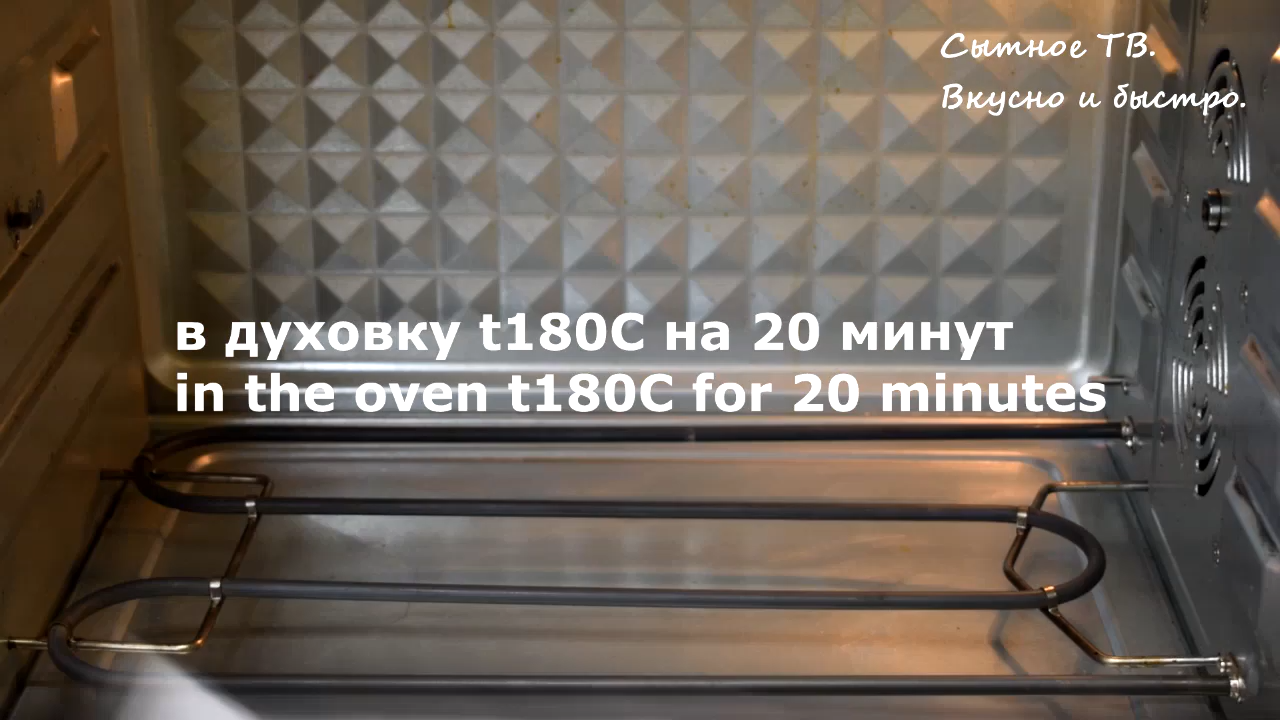 Сытное ТВ.
Вкусно и быстро.
в духовку t180C на 20 минут
in the oven t180C for 20 minutes